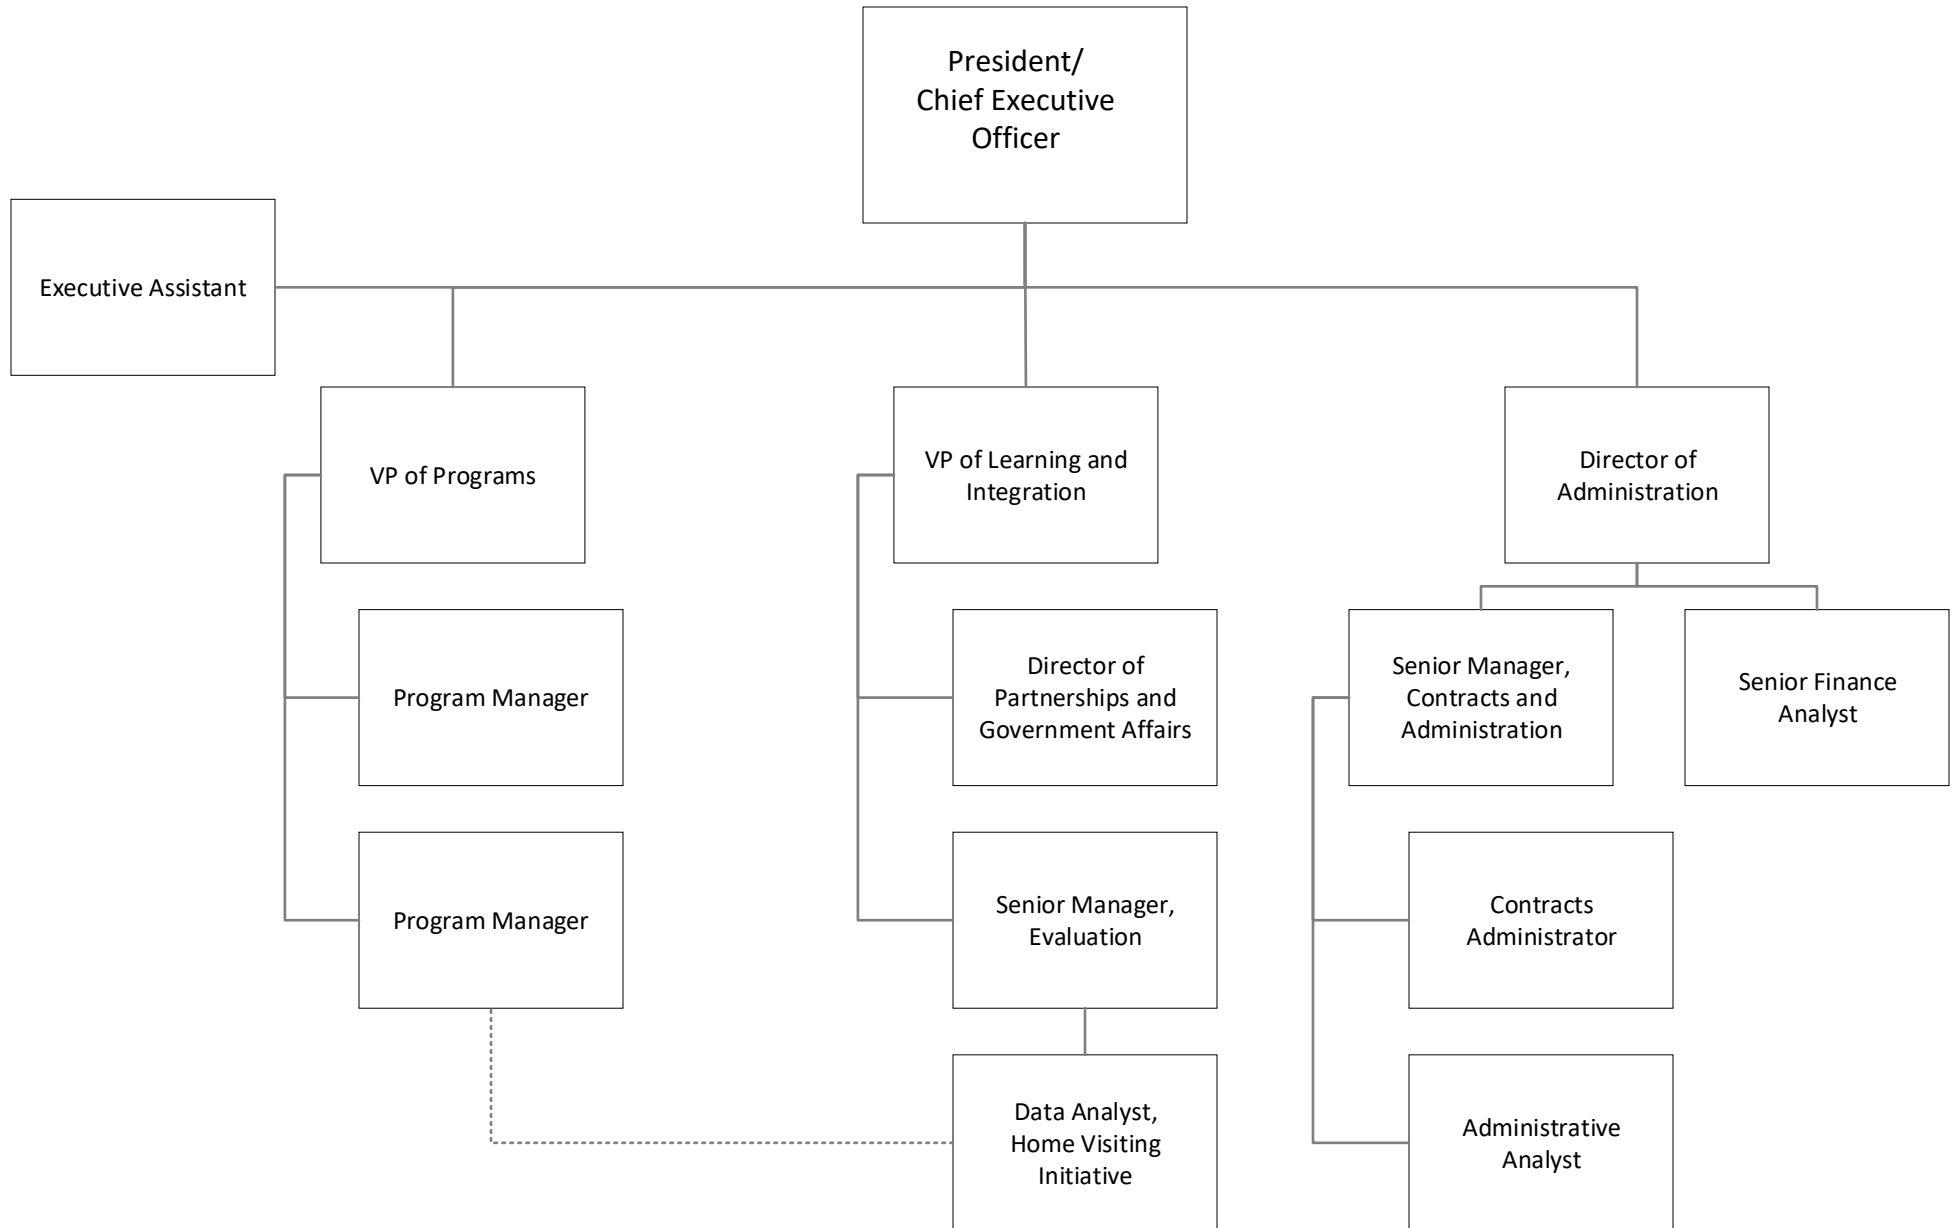 President/
Chief Executive
Officer
Executive Assistant
VP of Programs
VP of Learning and
Integration
Director of
Administration
Program Manager
Director of
Partnerships and
Government Affairs
Senior Manager,
Contracts and
Administration
Senior Finance
Analyst
Program Manager
Senior Manager,
Evaluation
Contracts
Administrator
Data Analyst,
Home Visiting
Initiative
Administrative
Analyst